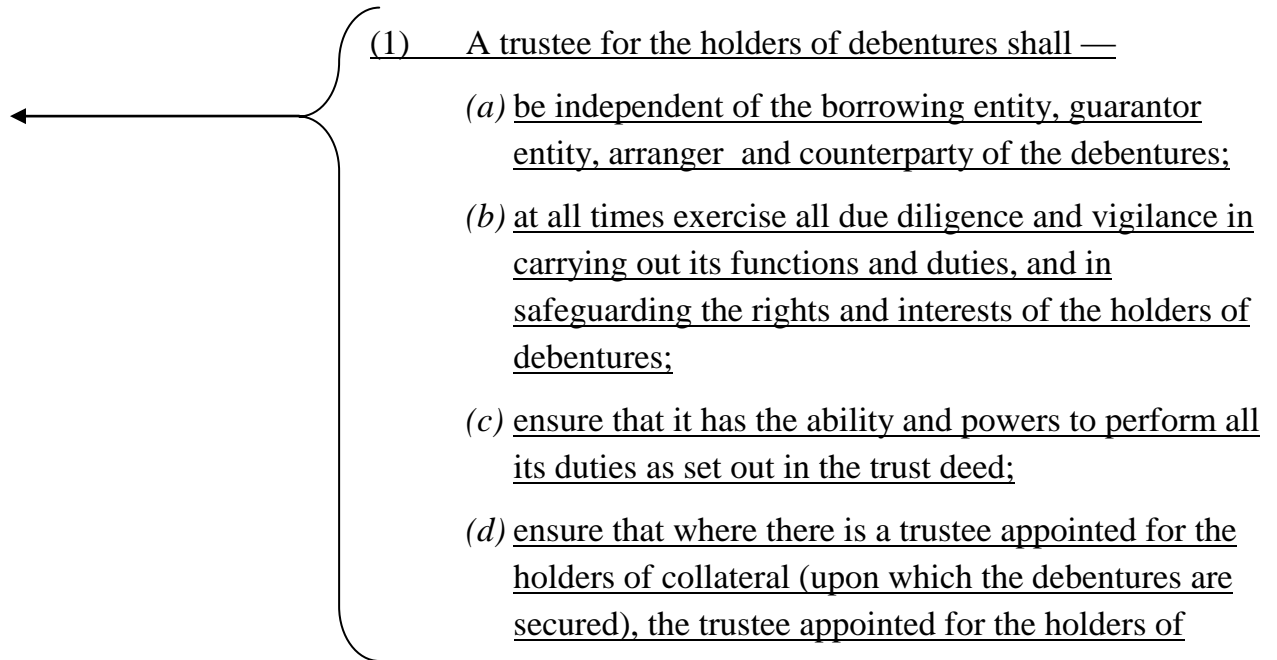 (1) A trustee for the holders of debentures shall —
(a) be independent of the borrowing entity, guarantor
entity, arranger and counterparty of the debentures;
(b) at all times exercise all due diligence and vigilance in
carrying out its functions and duties, and in
safeguarding the rights and interests of the holders of
debentures;
(c) ensure that it has the ability and powers to perform all
its duties as set out in the trust deed;
(d) ensure that where there is a trustee appointed for the
holders of collateral (upon which the debentures are
secured), the trustee appointed for the holders of